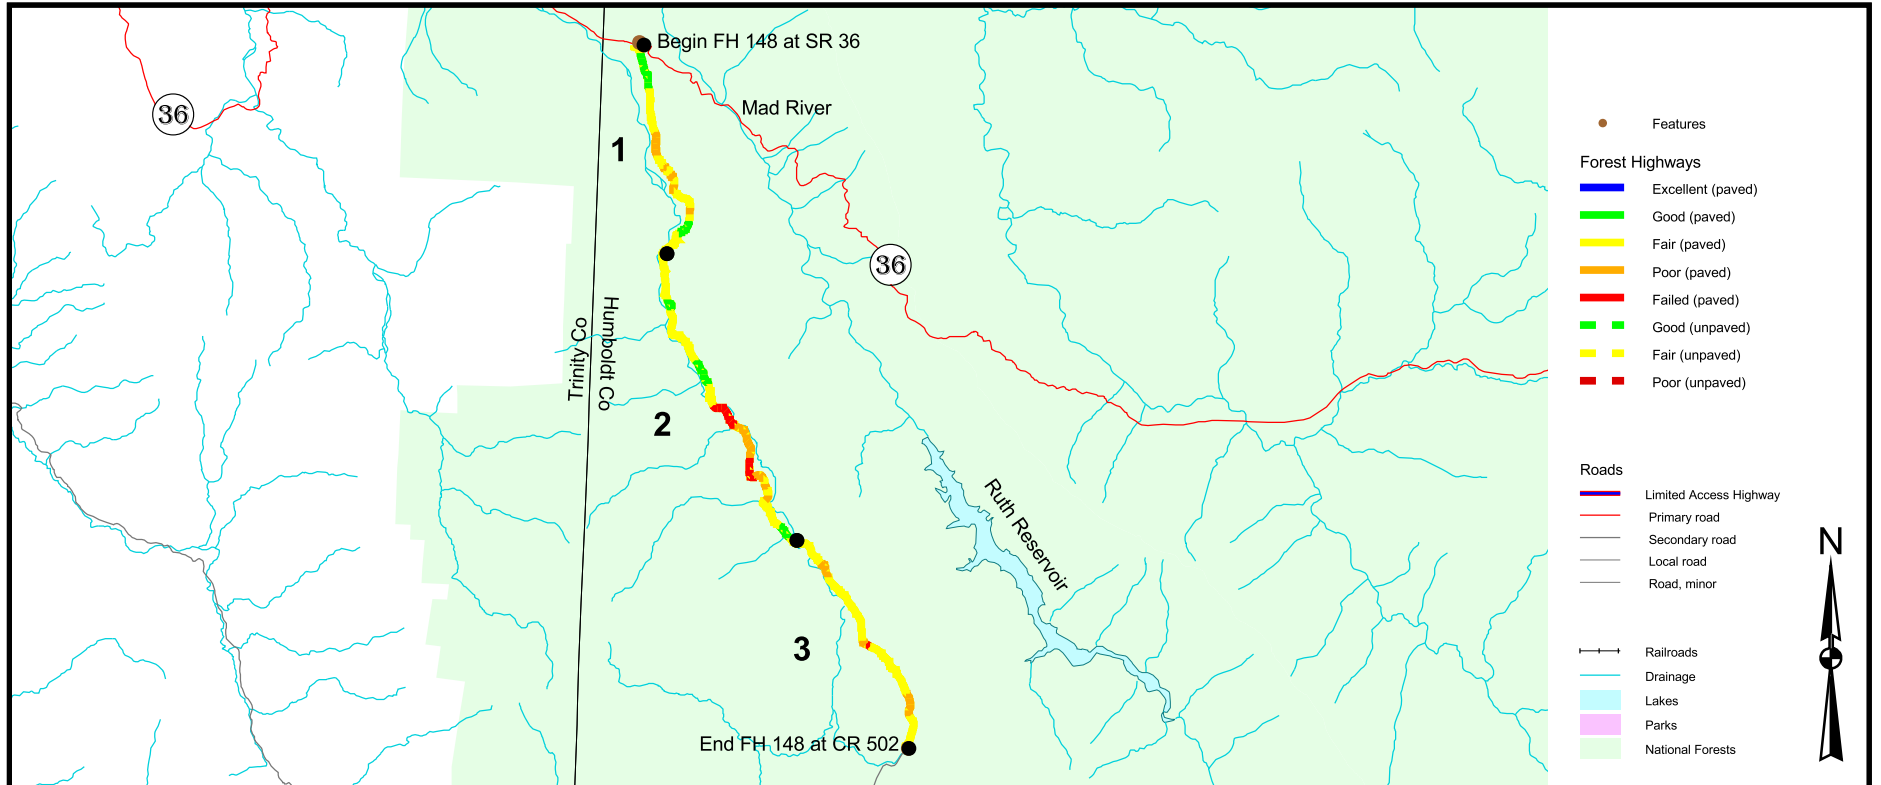 Begin FH 148 at SR 36
36
Mad River
1
36
Trinity Co
Humboldt Co
2
Ruth Reservoir
3
End FH 148 at CR 502
Features
Forest Highways
Excellent (paved)
Good (paved)
Fair (paved)
Poor (paved)
Failed (paved)
Good (unpaved)
Fair (unpaved)
Poor (unpaved)
Roads
Limited Access Highway
Primary road
Secondary road
Local road
Road, minor
N
Railroads
Drainage
Lakes
Parks
National Forests